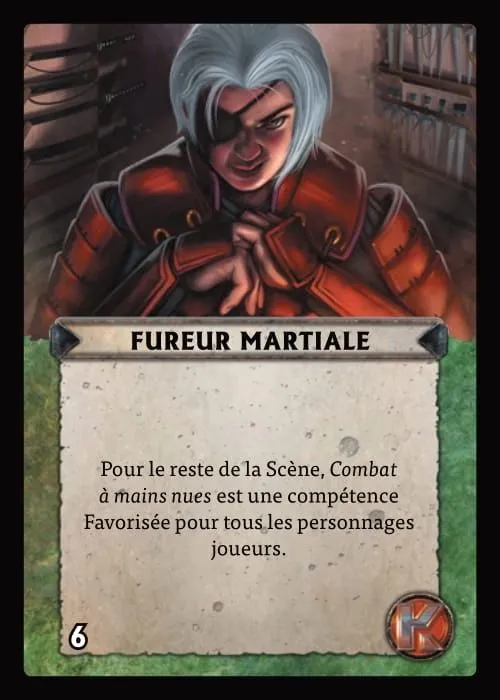 FUREUR MARTIALE
Pour le reste de la Scène, Combat
à mains nues est une compétence
Favorisée pour tous les personnages
joueurs.
6
K